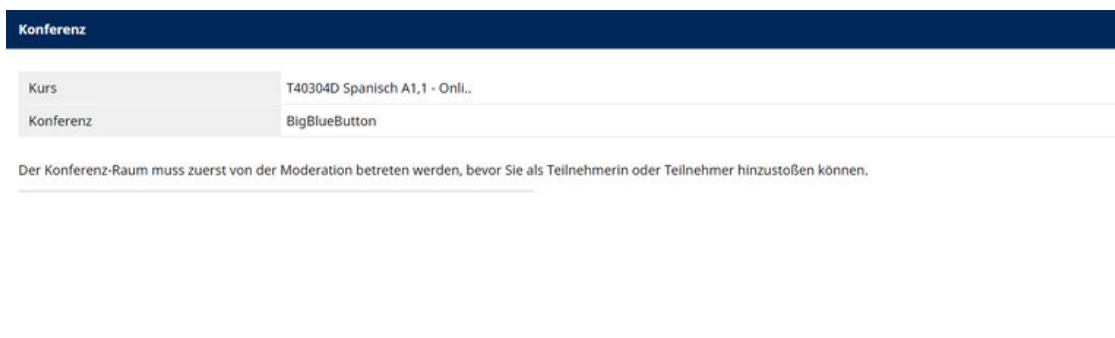 Konferenz
Kurs T40304D Spanisch A1,1 - Onli..
Konferenz BigBlueButton
Der Konferenz-Raum muss zuerst von der Moderation betreten werden, bevor Sie als Teilnehmerin oder Teilnehmer hinzustoßen können.